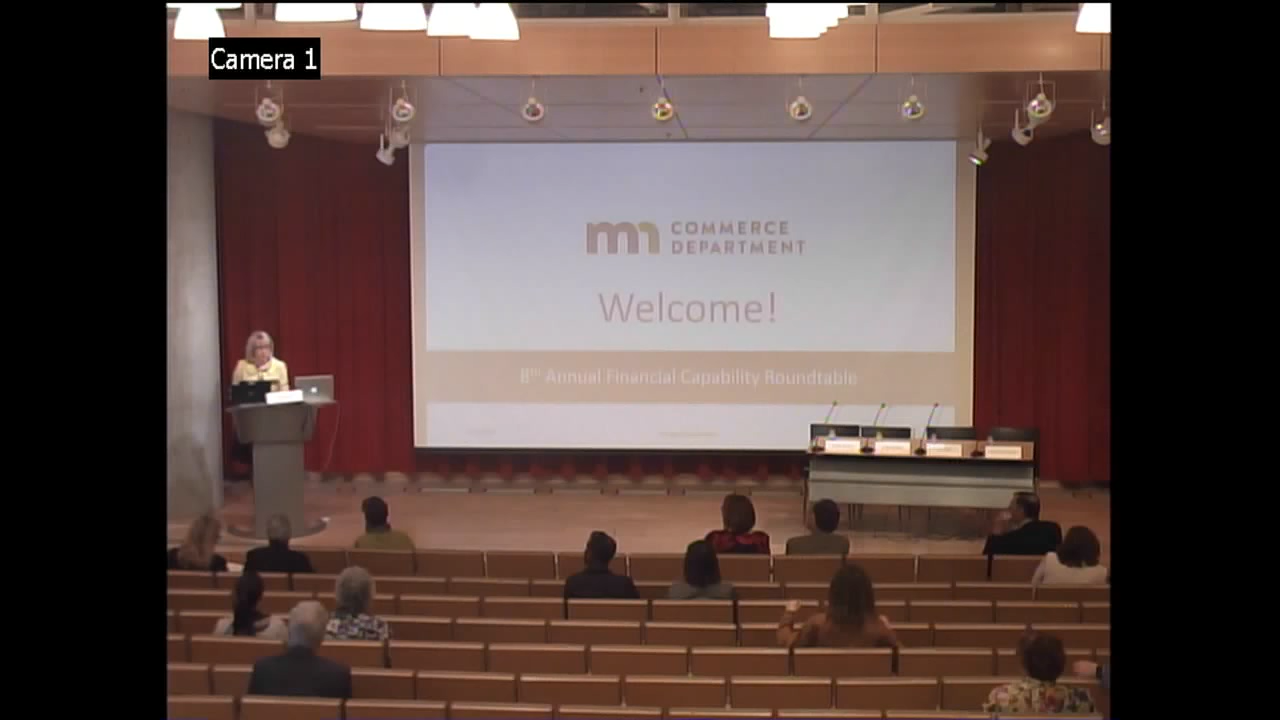 Camera 1
mn COMMERCE
DEPARTMENT
Welcome!
8th Annual Financial Capability Roundtable